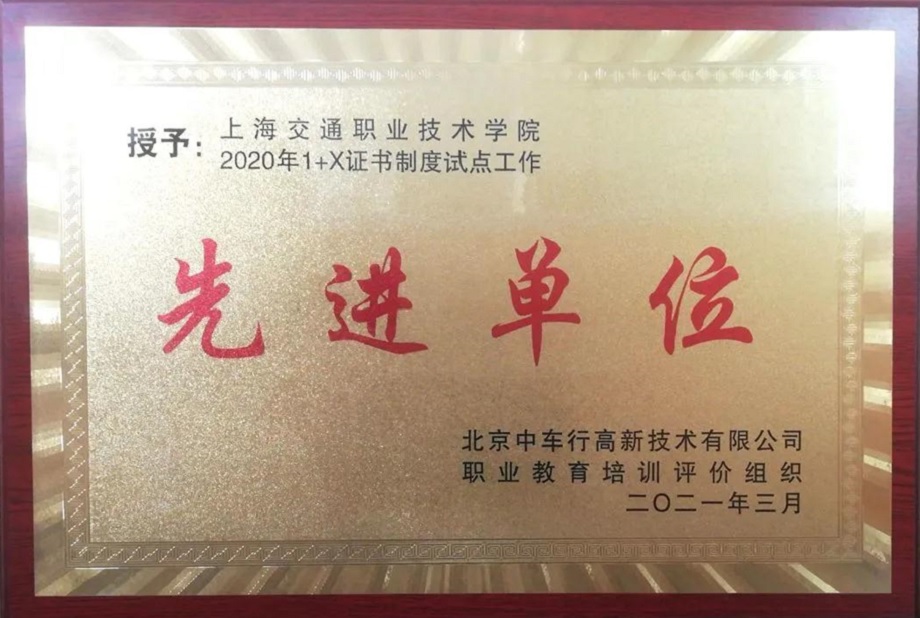 授予：上海交通职业技术学院
2020年1+X证书制度试点工作
先进单位
北京中车行高新技术有限公司
职业教育培训评价组织
二〇二一年三月